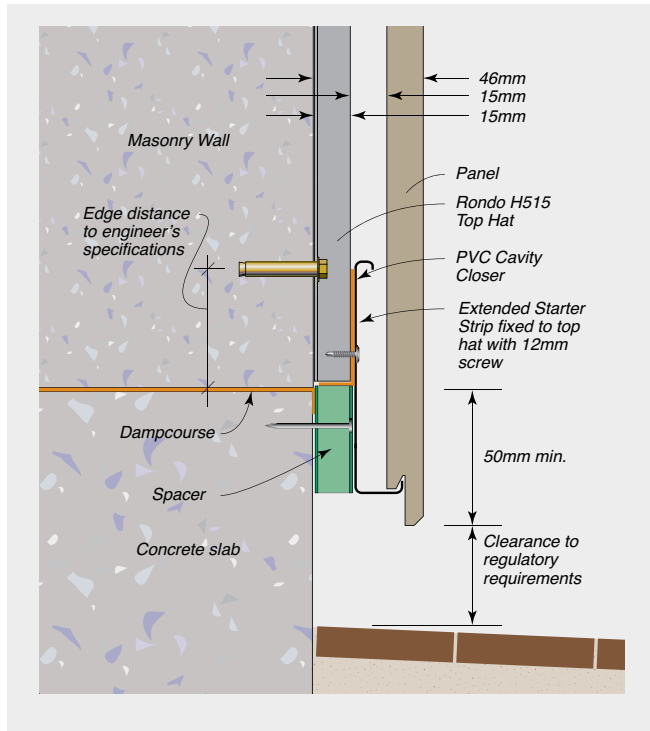 46mm
15mm
15mm
Masonry Wall
Panel
Rondo H515
Top Hat
Edge distance
to engineer's
specifications
PVC Cavity
Closer
Extended Starter
Strip fixed to top
hat with 12mm
screw
Dampcourse
50mm min.
Spacer
Concrete slab
Clearance to
regulatory
requirements